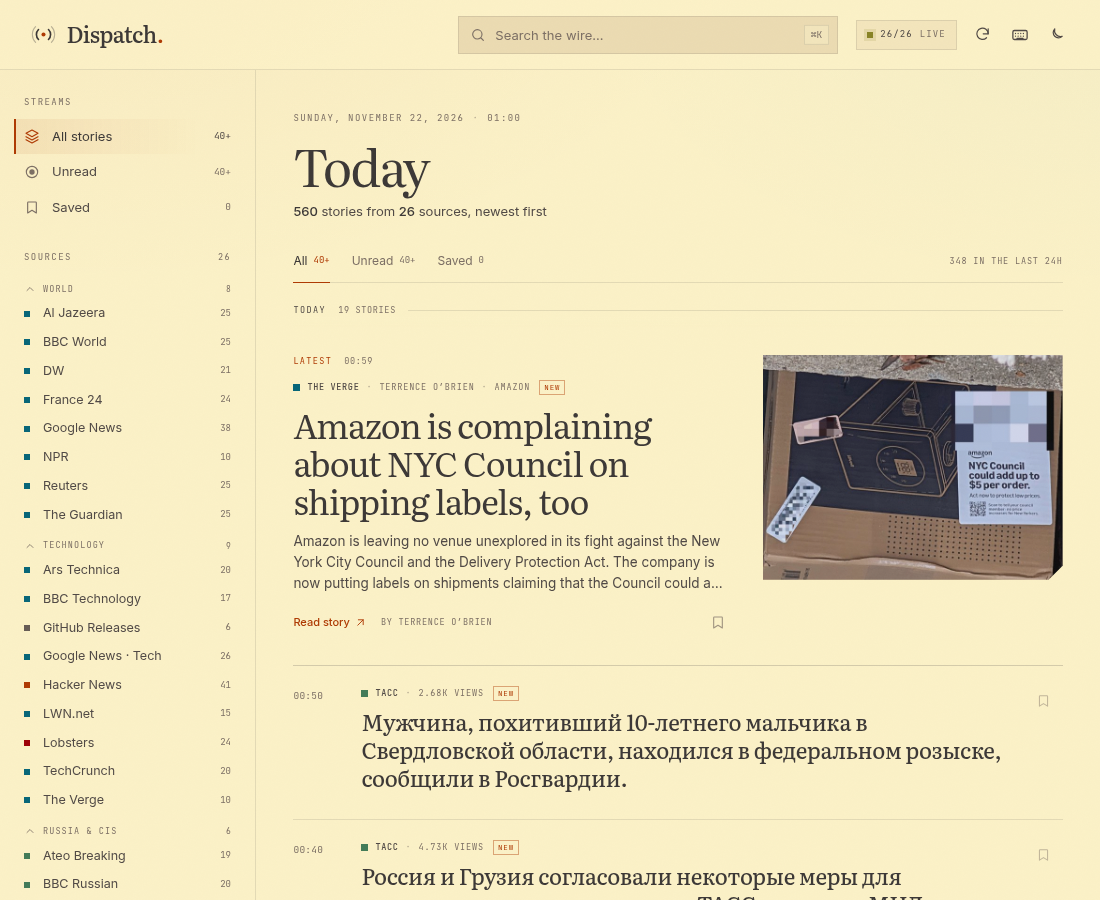 Dispatch.
Search the wire...
⌘K
26/26 LIVE
STREAMS
All stories 40+
Unread 40+
Saved 0
SOURCES 26
WORLD 8
Al Jazeera 25
BBC World 25
DW 21
France 24 24
Google News 38
NPR 10
Reuters 25
The Guardian 25
TECHNOLOGY 9
Ars Technica 20
BBC Technology 17
GitHub Releases 6
Google News · Tech 26
Hacker News 41
LWN.net 15
Lobsters 24
TechCrunch 20
The Verge 10
RUSSIA & CIS 6
Ateo Breaking 19
BBC Russian 20
SUNDAY, NOVEMBER 22, 2026 · 01:00
Today
560 stories from 26 sources, newest first
All 40+ Unread 40+ Saved 0
348 IN THE LAST 24H
TODAY 19 STORIES
LATEST 00:59
THE VERGE · TERRENCE O’BRIEN · AMAZON NEW
Amazon is complaining
about NYC Council on
shipping labels, too
Amazon is leaving no venue unexplored in its fight against the New
York City Council and the Delivery Protection Act. The company is
now putting labels on shipments claiming that the Council could a...
Read story BY TERRENCE O’BRIEN
amazon
NYC Council
could add up to
$5 per order.
Act now to protect low prices.
00:50
TACC · 2.68K VIEWS NEW
Мужчина, похитивший 10-летнего мальчика в
Свердловской области, находился в федеральном розыске,
сообщили в Росгвардии.
00:40
TACC · 4.73K VIEWS NEW
Россия и Грузия согласовали некоторые меры для